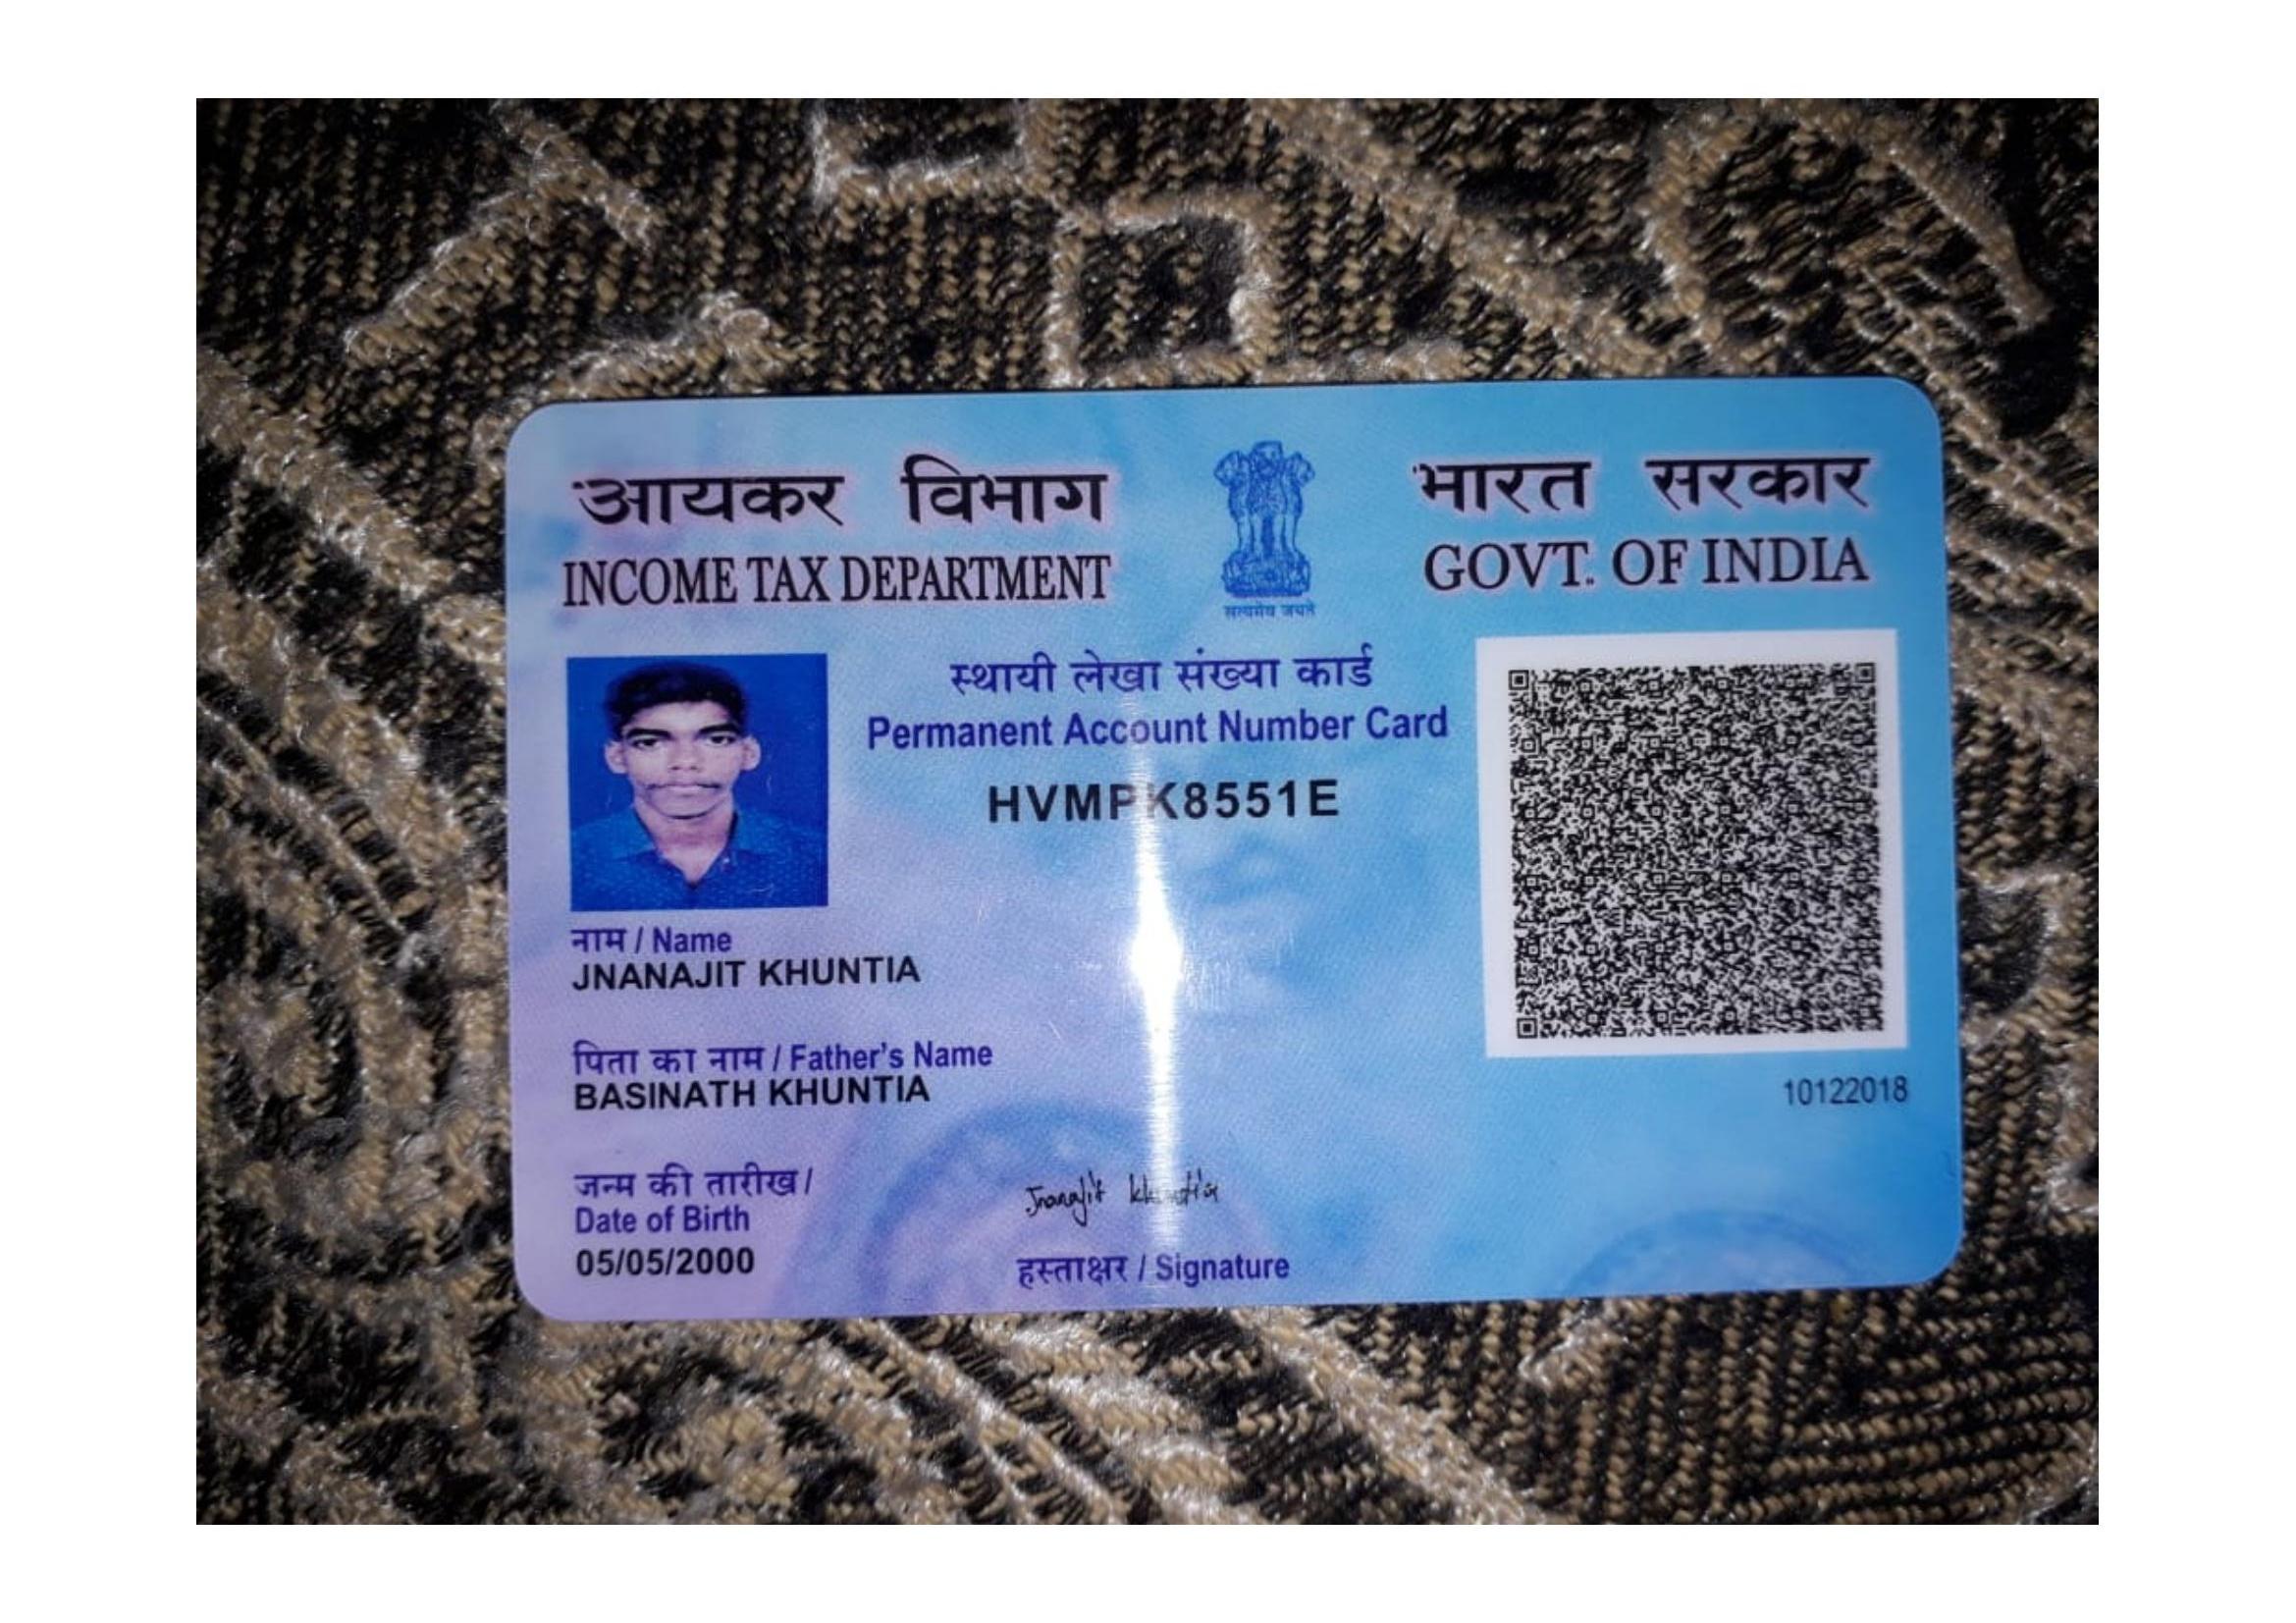 आयकर विभाग
INCOME TAX DEPARTMENT
सत्यमेव जयते
भारत सरकार
GOVT. OF INDIA
स्थायी लेखा संख्या कार्ड
Permanent Account Number Card
HVMPK8551E
नाम / Name
JNANAJIT KHUNTIA
पिता का नाम / Father's Name
BASINATH KHUNTIA
10122018
जन्म की तारीख /
Date of Birth
05/05/2000
Jnanajit Khuntia
हस्ताक्षर / Signature